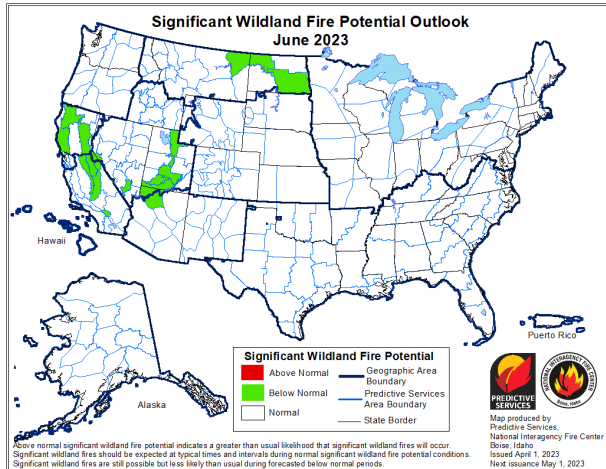 Significant Wildland Fire Potential Outlook
June 2023
Hawaii
Alaska
Puerto Rico
Significant Wildland Fire Potential
Above Normal
Below Normal
Normal
Geographic Area
Boundary
Predictive Services
Area Boundary
State Border
PREDICTIVE
SERVICES
NATIONAL INTERAGENCY FIRE CENTER
Boise, Idaho
Map produced by
Predictive Services,
National Interagency Fire Center
Boise, Idaho
Issued April 1, 2023
Next issuance May 1, 2023
Above normal significant wildland fire potential indicates a greater than usual likelihood that significant fires will occur.
Significant wildland fires should be expected at typical times and intervals during normal significant wildland fire potential conditions.
Significant wildland fires are still possible but less likely than usual during forecasted below normal periods.